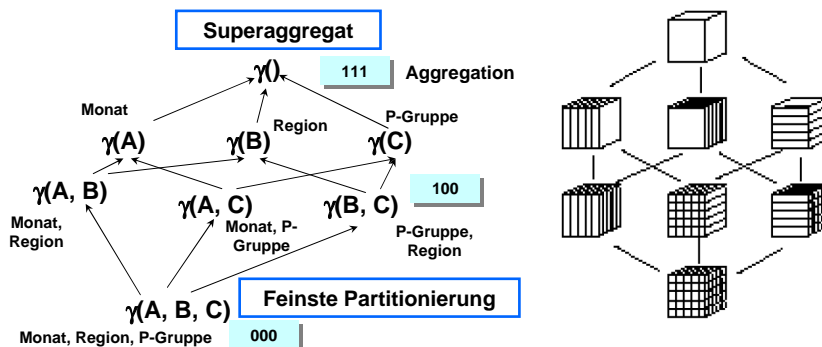 Superaggregat
γ()
111
Aggregation
Monat
Region
P-Gruppe
γ(A)
γ(B)
γ(C)
γ(A, B)
γ(A, C)
γ(B, C)
100
Monat,
Region
Monat, P-
Gruppe
P-Gruppe,
Region
γ(A, B, C)
Feinste Partitionierung
Monat, Region, P-Gruppe
000